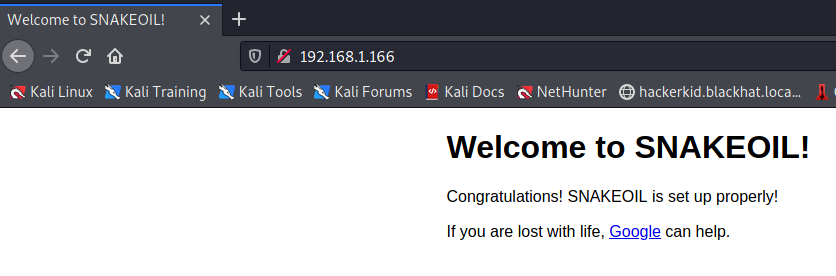 Welcome to SNAKEOIL!
192.168.1.166
Kali Linux Kali Training Kali Tools Kali Forums Kali Docs NetHunter hackerkid.blackhat.loca...
Welcome to SNAKEOIL!
Congratulations! SNAKEOIL is set up properly!
If you are lost with life, Google can help.